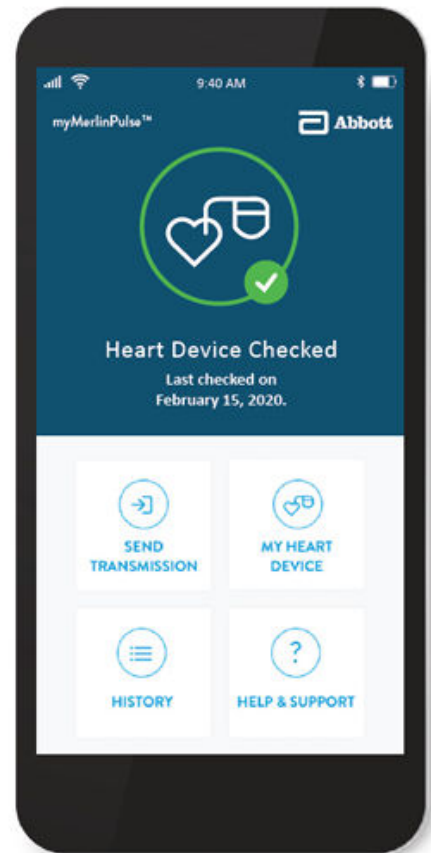 9:40 AM
myMerlinPulse™
Abbott
Heart Device Checked
Last checked on
February 15, 2020.
SEND
TRANSMISSION
MY HEART
DEVICE
HISTORY
HELP & SUPPORT